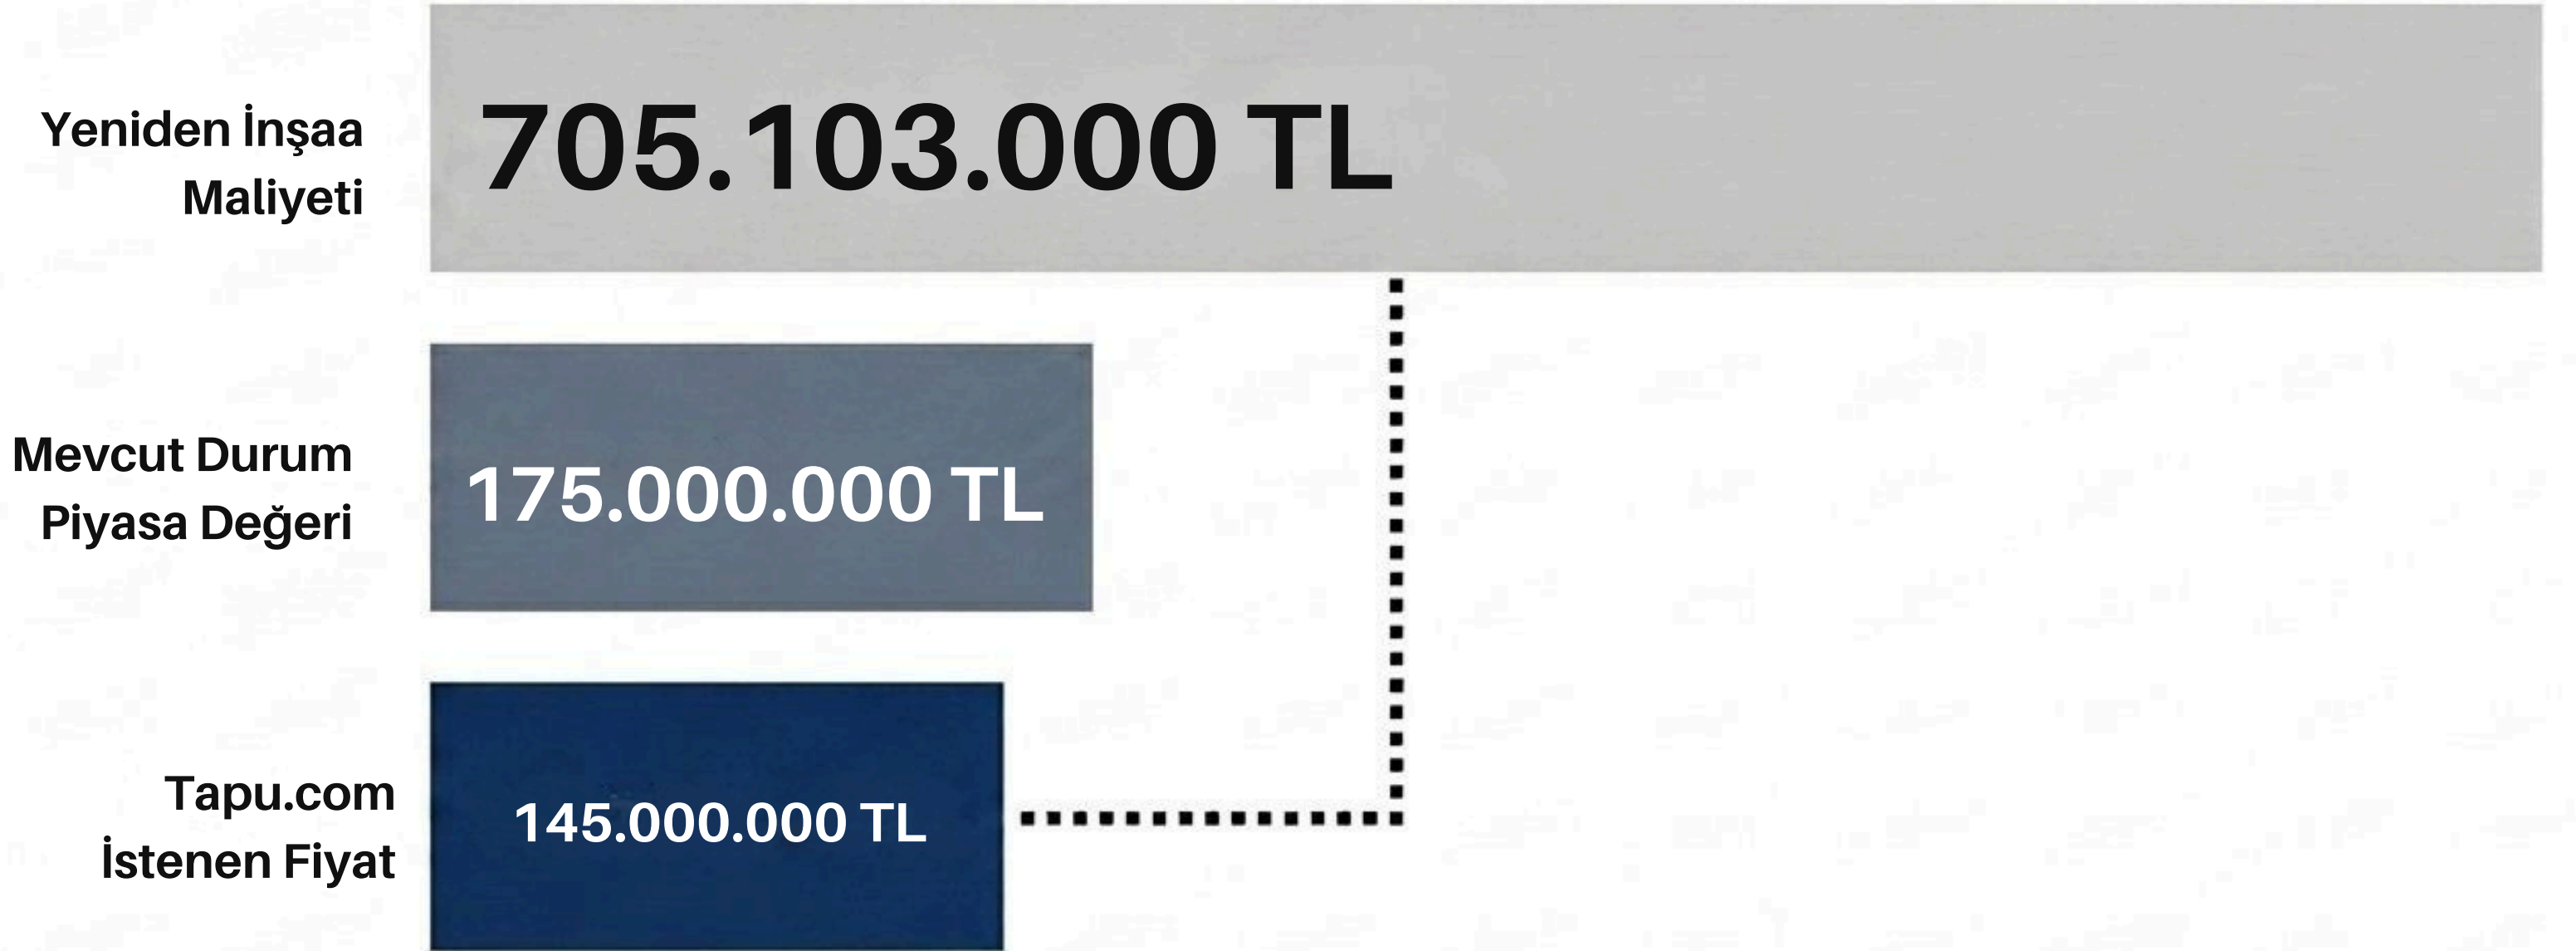 Yeniden İnşaa
Maliyeti
705.103.000 TL
Mevcut Durum
Piyasa Değeri
175.000.000 TL
Tapu.com
İstenen Fiyat
145.000.000 TL